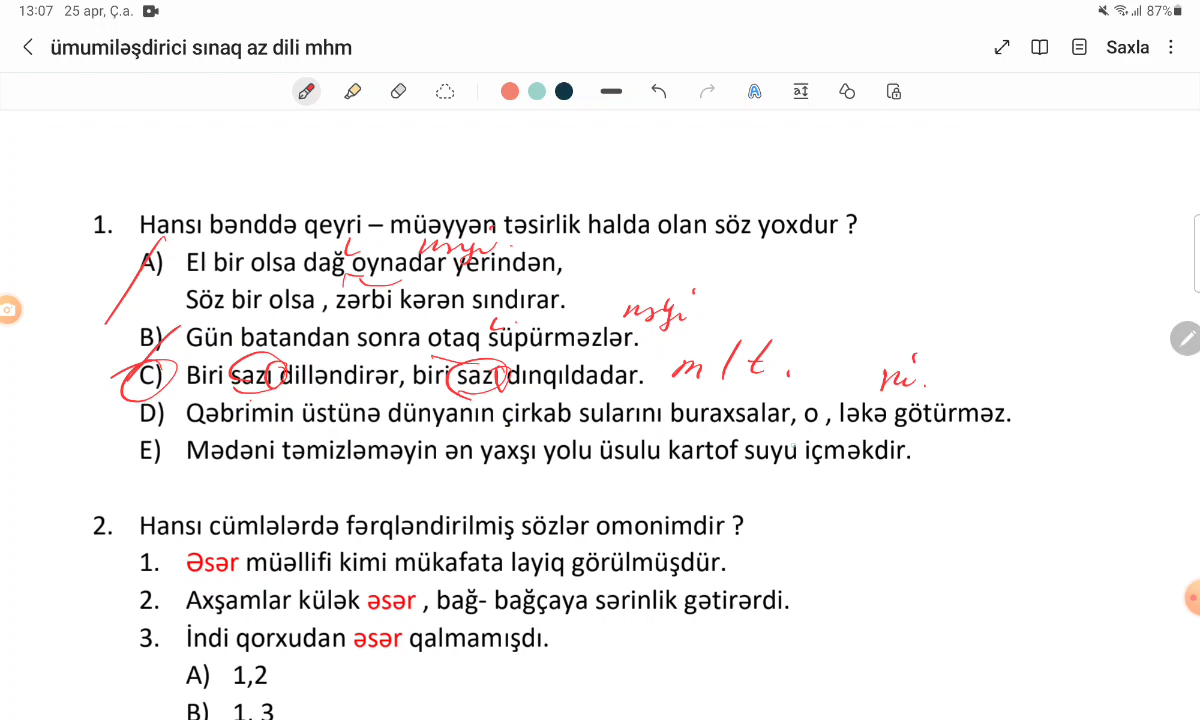 13:07 25 apr, Ç.a. 87%
ümumiləşdirici sınaq az dili mhm Saxla
1. Hansı bənddə qeyri – müəyyən təsirlik halda olan söz yoxdur ?
A) El bir olsa dağ oynadar yerindən,
Söz bir olsa , zərbi kərən sındırar.
B) Gün batandan sonra otaq süpürməzlər.
C) Biri sazı dilləndirər, biri sazı dınqıldadar. m/t.
D) Qəbrimin üstünə dünyanın çirkab sularını buraxsalar, o , ləkə götürməz.
E) Mədəni təmizləməyin ən yaxşı yolu üsulu kartof suyu içməkdir.
2. Hansı cümlələrdə fərqləndirilmiş sözlər omonimdir ?
1. Əsər müəllifi kimi mükafata layiq görülmüşdür.
2. Axşamlar külək əsər , bağ- bağçaya sərinlik gətirərdi.
3. İndi qorxudan əsər qalmamışdı.
A) 1,2
B) 1, 3